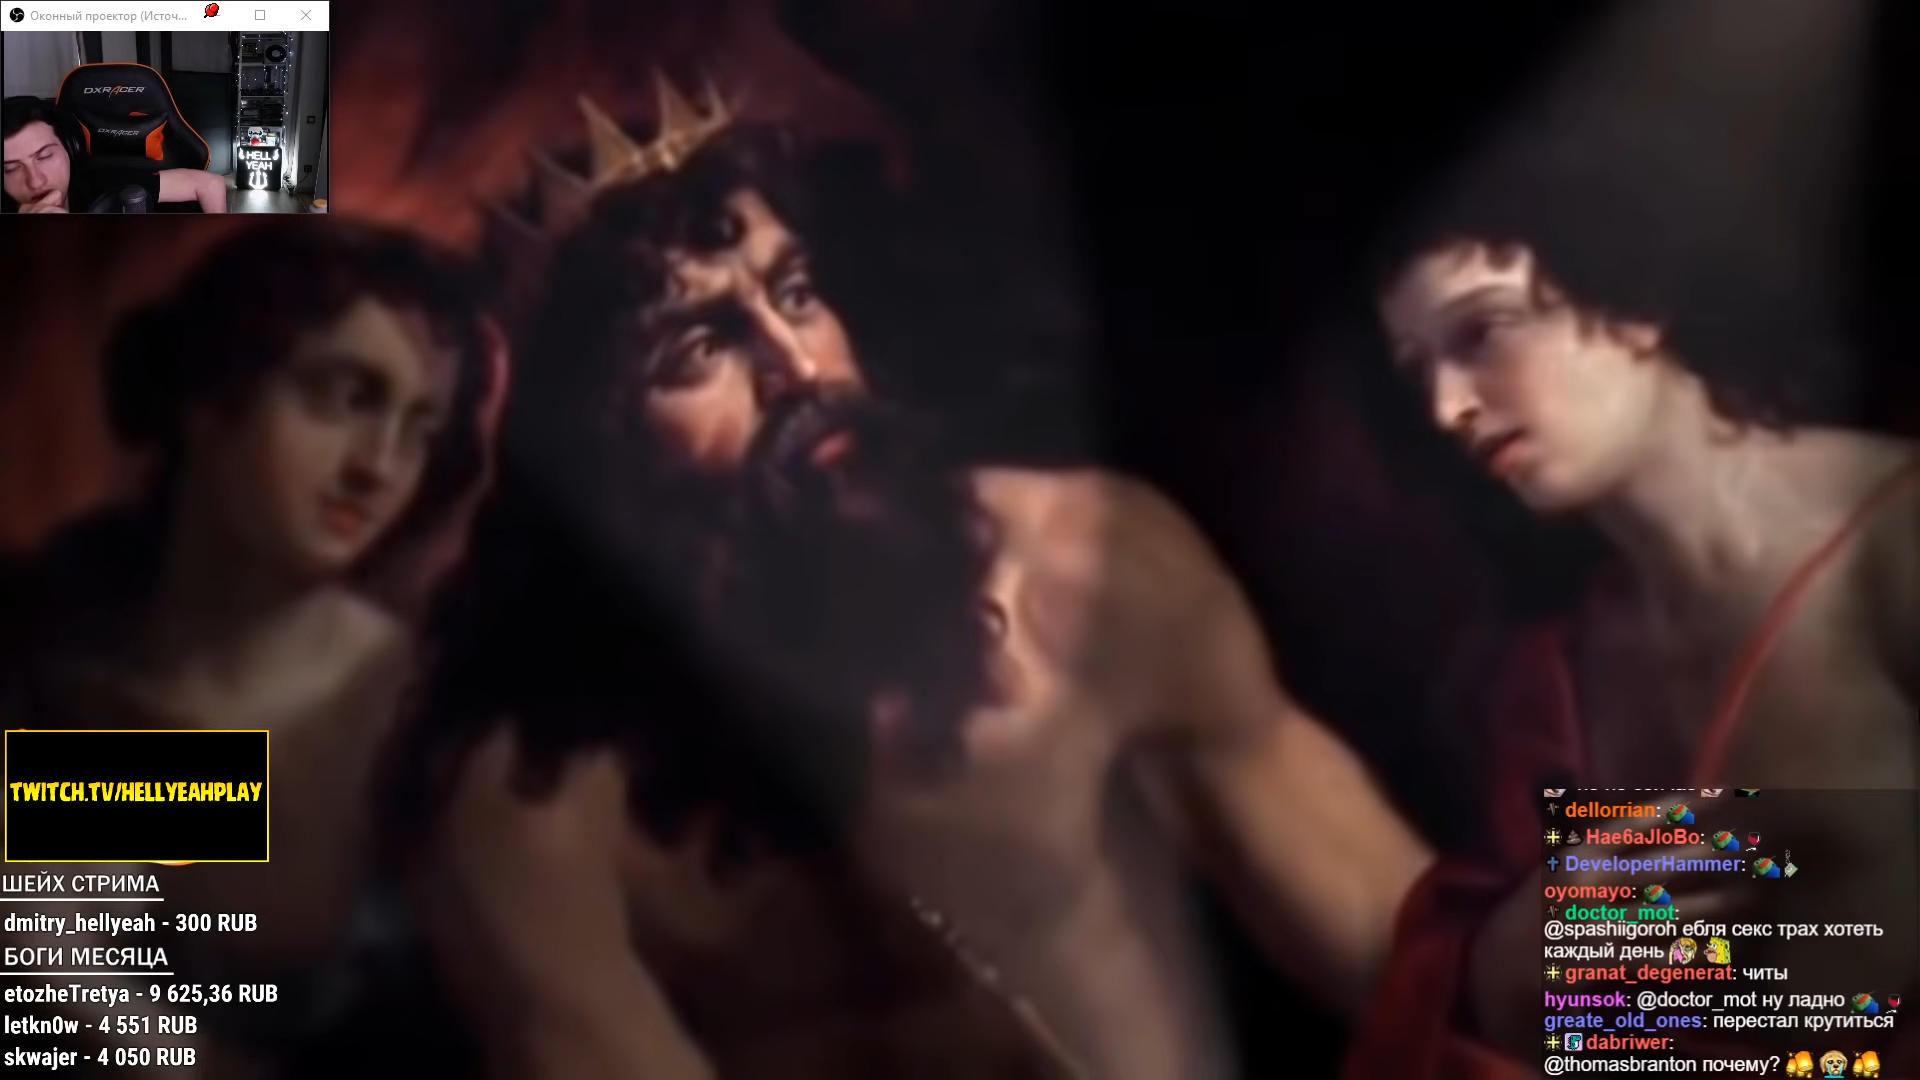 Оконный проектор (Источ...
DXRACER
DXRACER
HELL
YEAH
TWITCH.TV/HELLYEAHPLAY
ШЕЙХ СТРИМА
dmitry_hellyeah - 300 RUB
БОГИ МЕСЯЦА
etozheTretya - 9 625,36 RUB
letkn0w - 4 551 RUB
skwajer - 4 050 RUB
dellorrian:
Hae6aJIoBo:
DeveloperHammer:
oyomayo:
doctor_mot:
@spashiigoroh ебля секс трах хотеть
каждый день
granat_degenerat: читы
hyunsok: @doctor_mot ну ладно
greate_old_ones: перестал крутиться
dabriwer:
@thomasbranton почему?